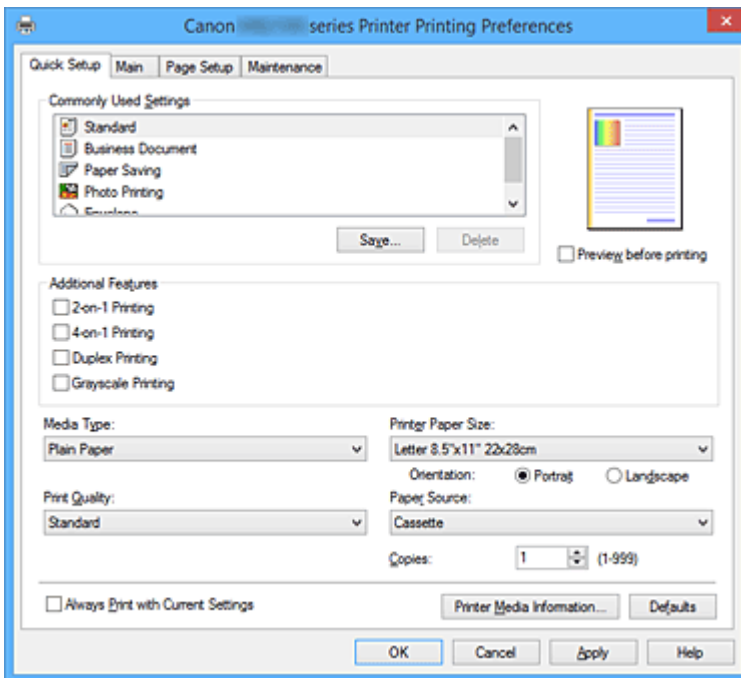 Canon series Printer Printing Preferences
Quick Setup Main Page Setup Maintenance
Commonly Used Settings
Standard
Business Document
Paper Saving
Photo Printing
Envelope
Save... Delete
Preview before printing
Additional Features
2-on-1 Printing
4-on-1 Printing
Duplex Printing
Grayscale Printing
Media Type: Printer Paper Size:
Plain Paper Letter 8.5"x11" 22x28cm
Orientation: Portrait Landscape
Print Quality: Paper Source:
Standard Cassette
Copies: 1 (1-999)
Always Print with Current Settings Printer Media Information... Defaults
OK Cancel Apply Help